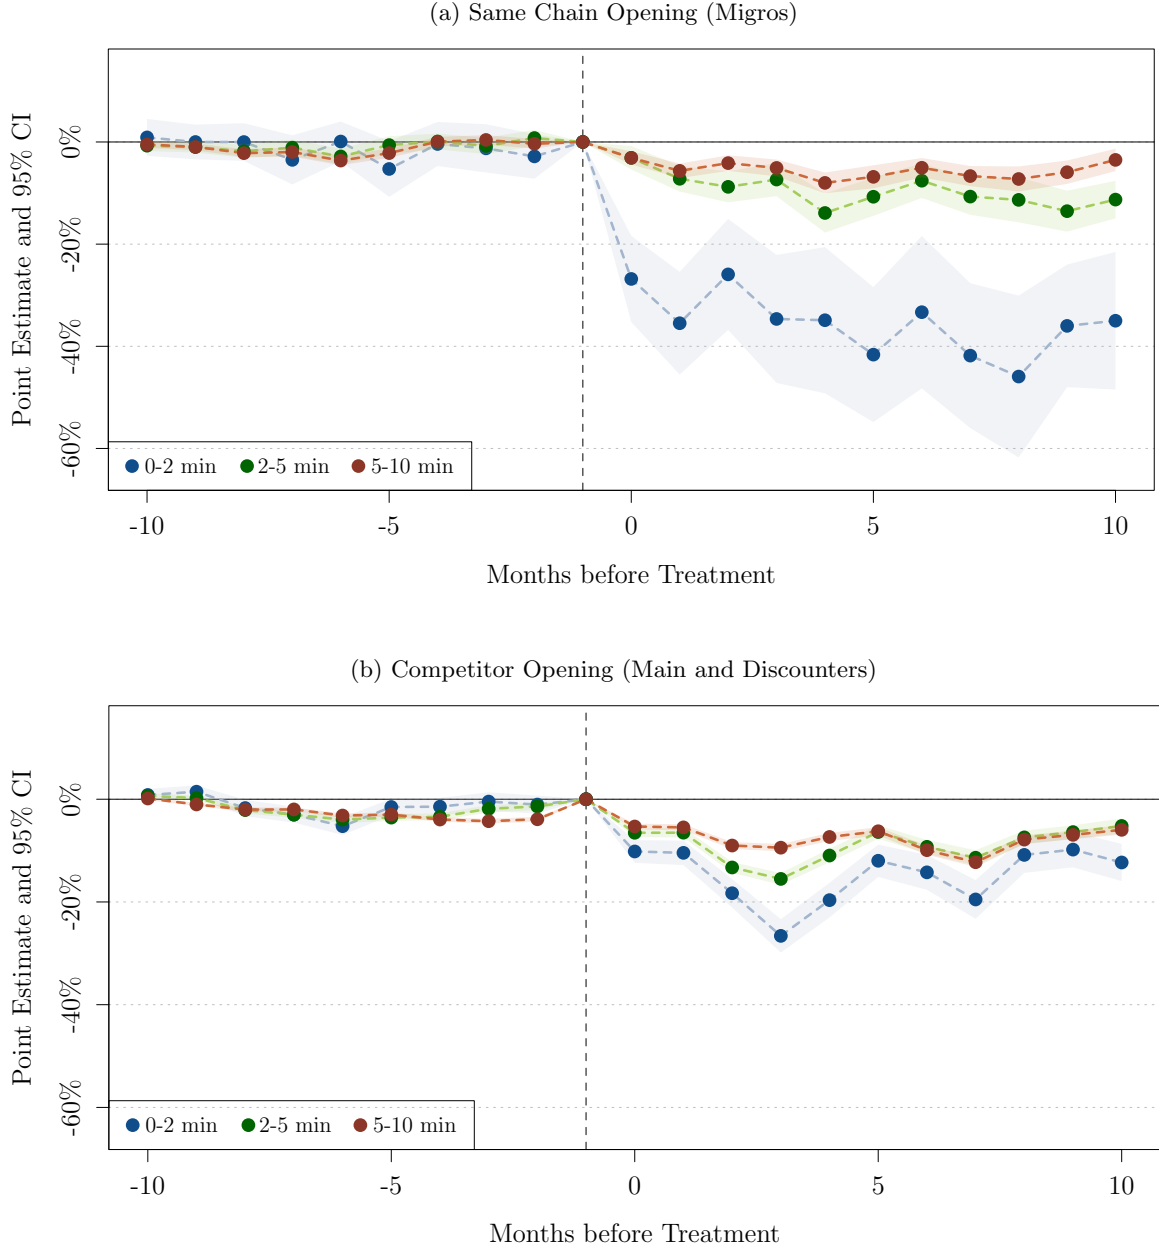 (a) Same Chain Opening (Migros)
Point Estimate and 95% CI
0%
-20%
-40%
-60%
0-2 min 2-5 min 5-10 min
-10 -5 0 5 10
Months before Treatment
(b) Competitor Opening (Main and Discounters)
Point Estimate and 95% CI
0%
-20%
-40%
-60%
0-2 min 2-5 min 5-10 min
-10 -5 0 5 10
Months before Treatment